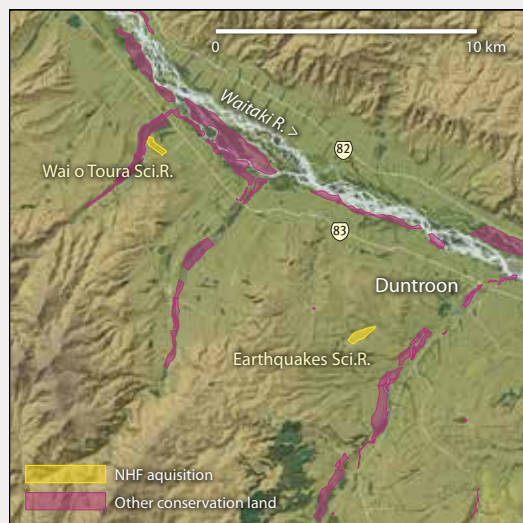 0 10 km
Waitaki R. >
82
Wai o Toura Sci.R.
83
Duntroon
Earthquakes Sci.R.
NHF aquisition
Other conservation land